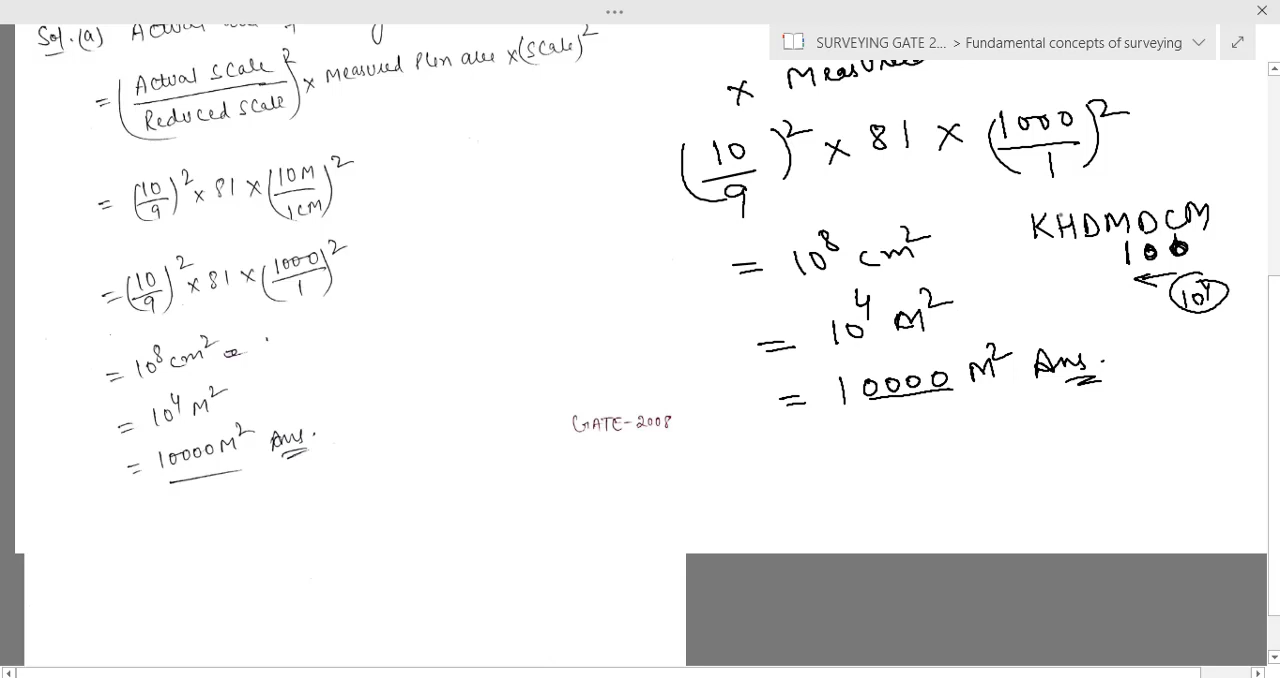 ...
×
SURVEYING GATE 2... > Fundamental concepts of surveying
Sol. (a) Actual
= (Actual Scale / Reduced Scale)² × Measured Plan area × (Scale)²
= (10/9)² × 81 × (10M/1CM)²
= (10/9)² × 81 × (1000/1)²
= 10⁸ cm²
= 10⁴ M²
= 10000 M² Ans.
GATE-2008
×
(10/9)² × 81 × (1000/1)²
KHDMDCM
100
10⁴
= 10⁸ cm²
= 10⁴ M²
= 10000 M² Ans.